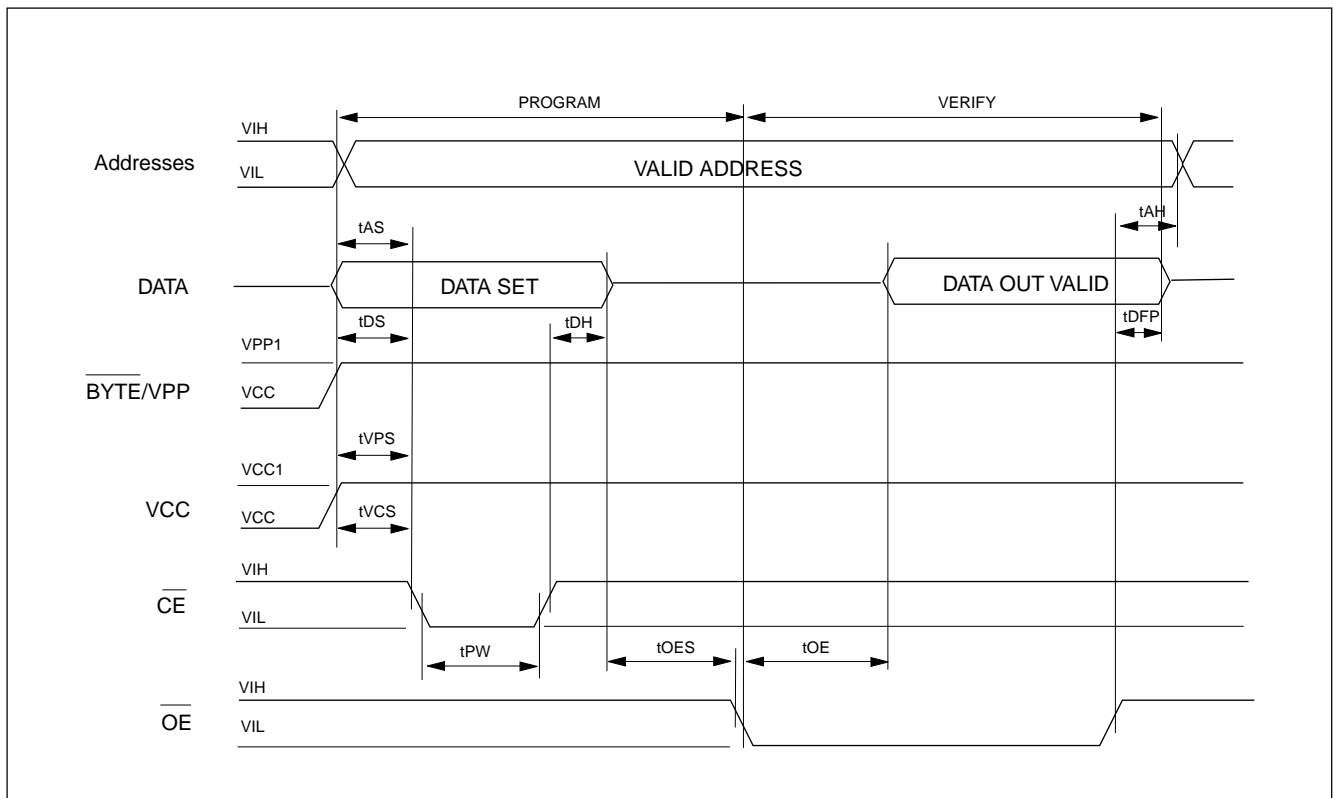 PROGRAM VERIFY
VIH
Addresses
VIL
VALID ADDRESS
tAS
tAH
DATA
DATA SET
DATA OUT VALID
tDS
tDH
tDFP
VPP1
BYTE/VPP
VCC
tVPS
VCC1
VCC
VCC
tVCS
VIH
CE
VIL
tPW
tOES
tOE
VIH
OE
VIL